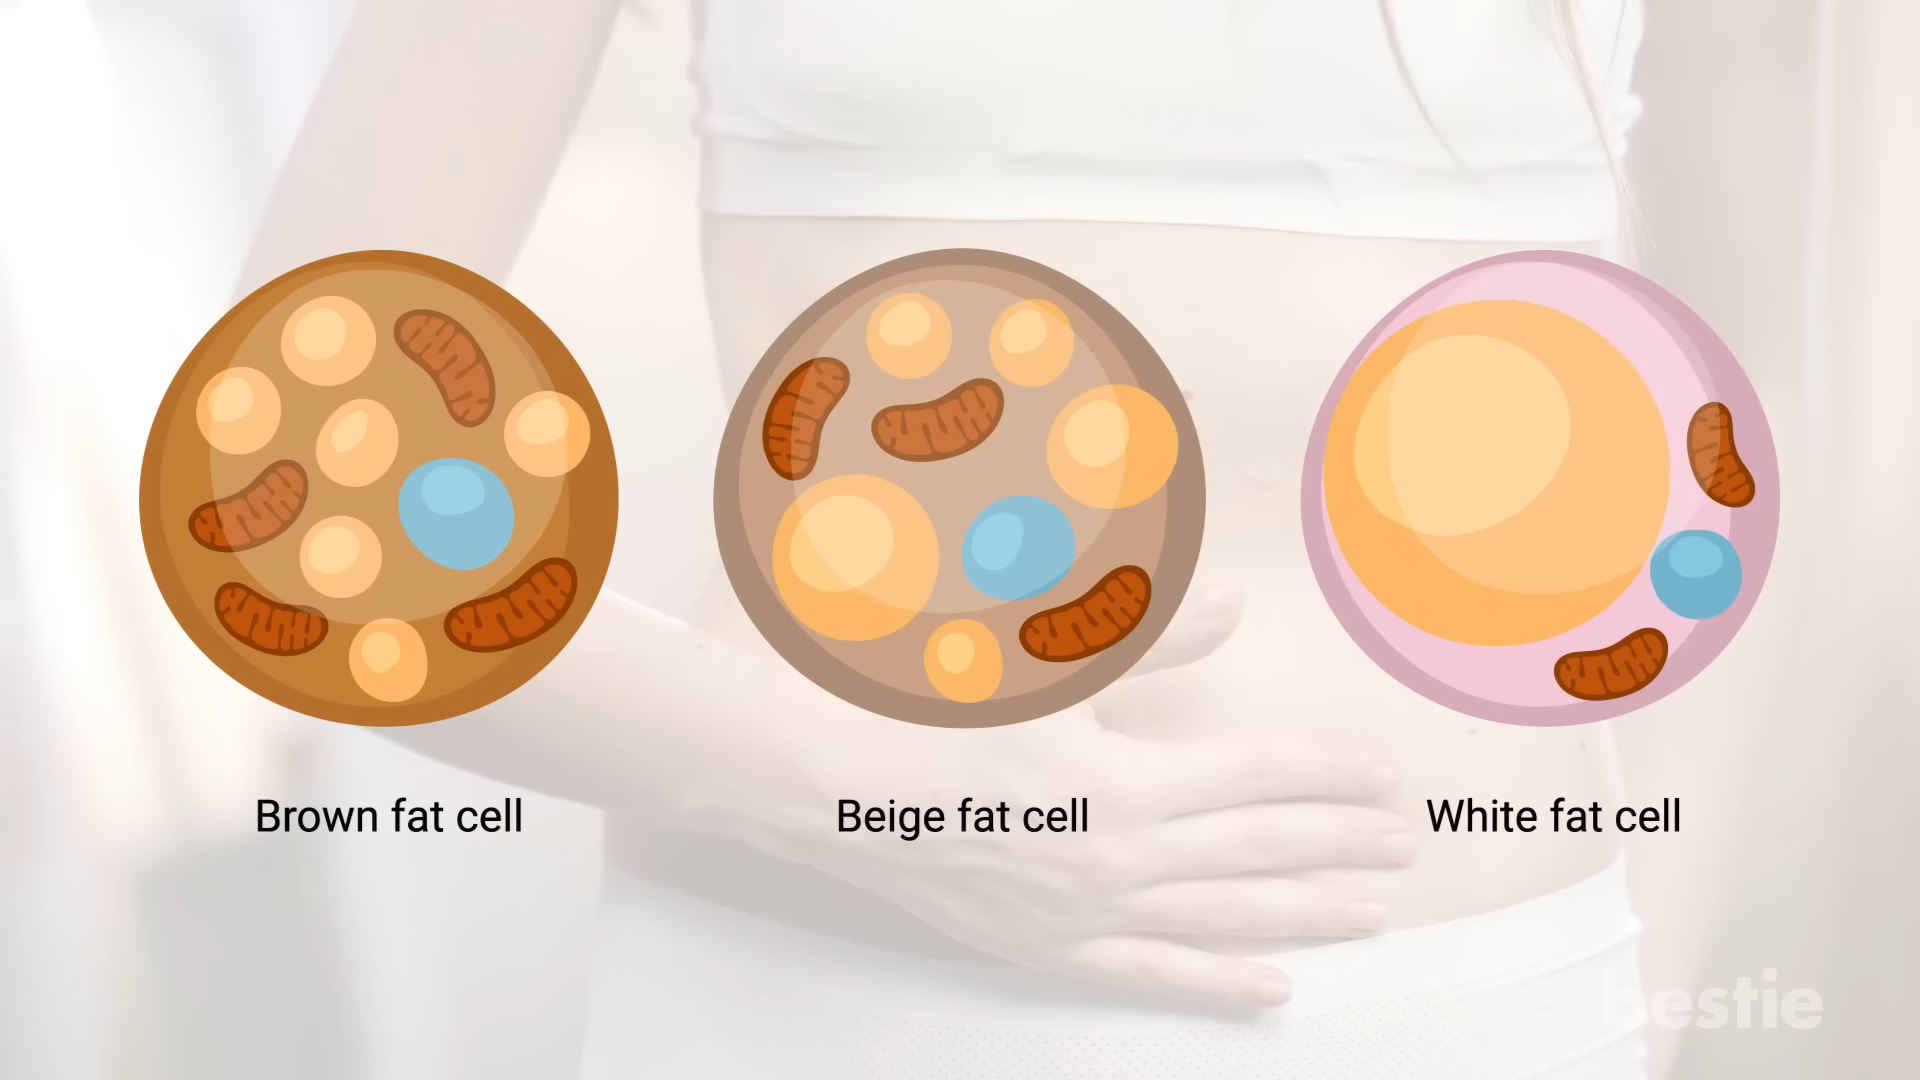 Brown fat cell
Beige fat cell
White fat cell
bestie